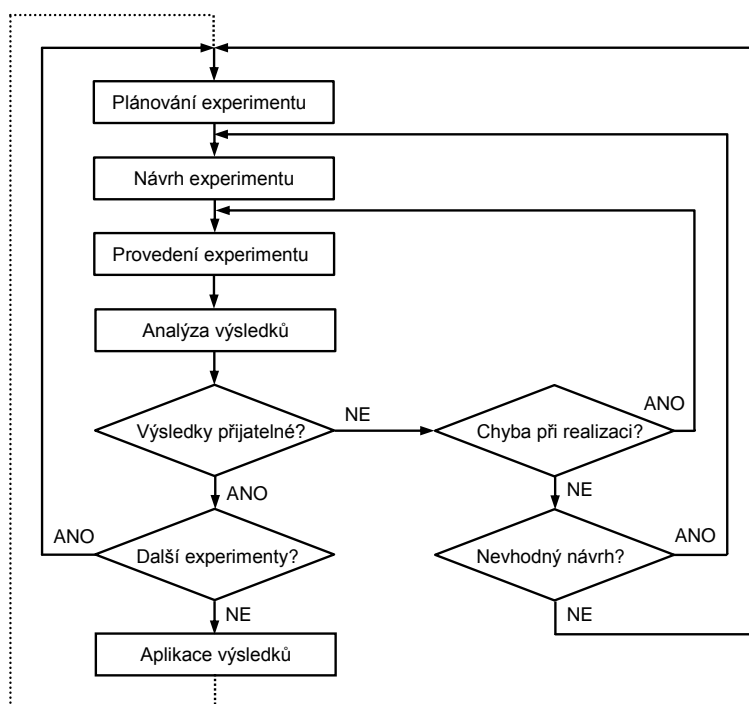 Plánování experimentu
Návrh experimentu
Provedení experimentu
Analýza výsledků
Výsledky přijatelné?
NE
Chyba při realizaci?
ANO
ANO
NE
ANO
Další experimenty?
Nevhodný návrh?
ANO
NE
NE
Aplikace výsledků